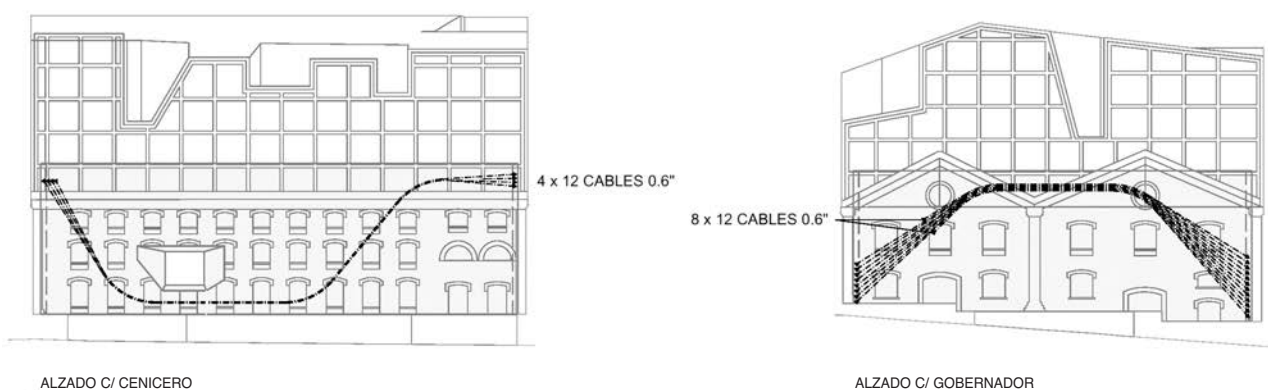 4 x 12 CABLES 0.6"
8 x 12 CABLES 0.6"
ALZADO C/ CENICERO
ALZADO C/ GOBERNADOR